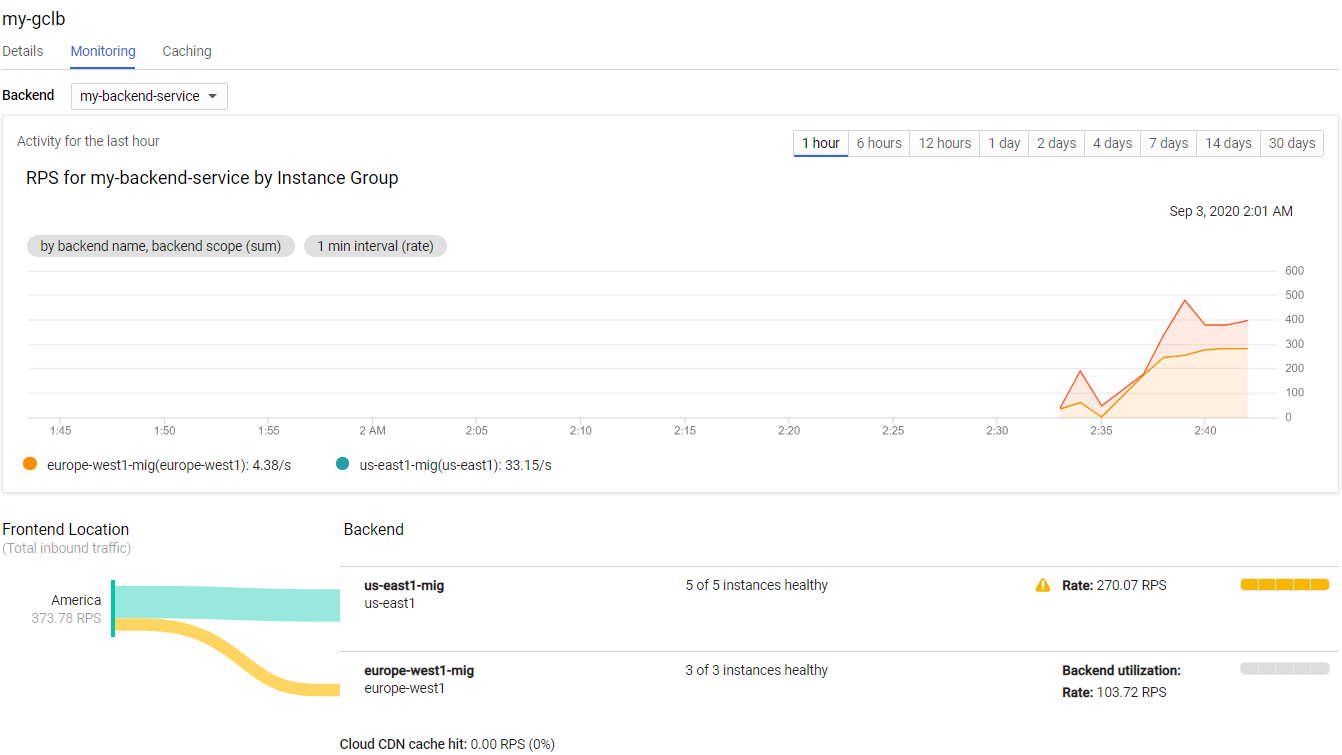 my-gclb
Details Monitoring Caching
Backend my-backend-service
Activity for the last hour 1 hour 6 hours 12 hours 1 day 2 days 4 days 7 days 14 days 30 days
RPS for my-backend-service by Instance Group
Sep 3, 2020 2:01 AM
by backend name, backend scope (sum) 1 min interval (rate)
600
500
400
300
200
100
0
1:45 1:50 1:55 2 AM 2:05 2:10 2:15 2:20 2:25 2:30 2:35 2:40
europe-west1-mig(europe-west1): 4.38/s us-east1-mig(us-east1): 33.15/s
Frontend Location Backend
(Total inbound traffic)
America
373.78 RPS
us-east1-mig 5 of 5 instances healthy Rate: 270.07 RPS
us-east1
europe-west1-mig 3 of 3 instances healthy Backend utilization:
europe-west1 Rate: 103.72 RPS
Cloud CDN cache hit: 0.00 RPS (0%)